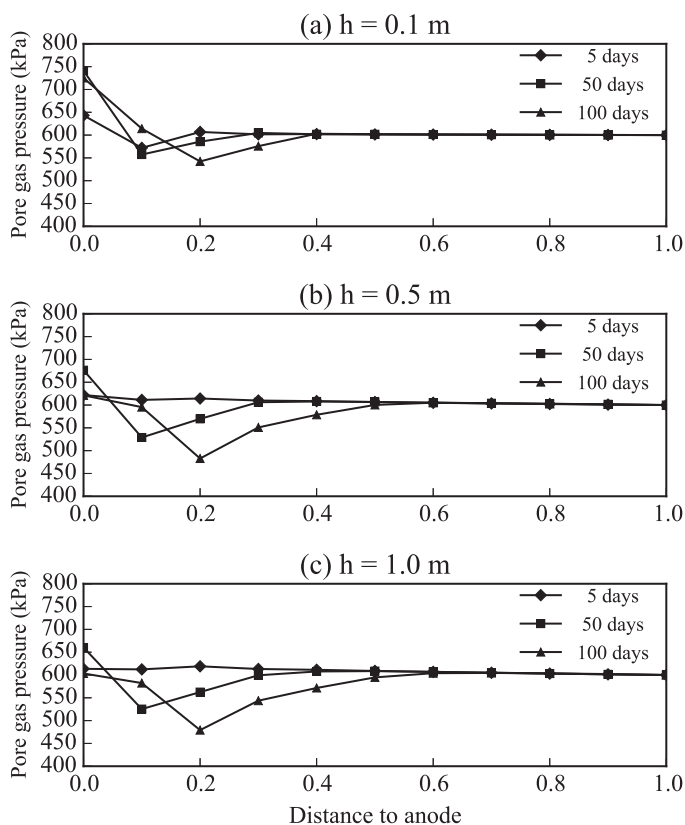 (a) h = 0.1 m
Pore gas pressure (kPa)
800
750
700
650
600
550
500
450
400
5 days
50 days
100 days
0.0 0.2 0.4 0.6 0.8 1.0
(b) h = 0.5 m
Pore gas pressure (kPa)
800
750
700
650
600
550
500
450
400
5 days
50 days
100 days
0.0 0.2 0.4 0.6 0.8 1.0
(c) h = 1.0 m
Pore gas pressure (kPa)
800
750
700
650
600
550
500
450
400
5 days
50 days
100 days
0.0 0.2 0.4 0.6 0.8 1.0
Distance to anode